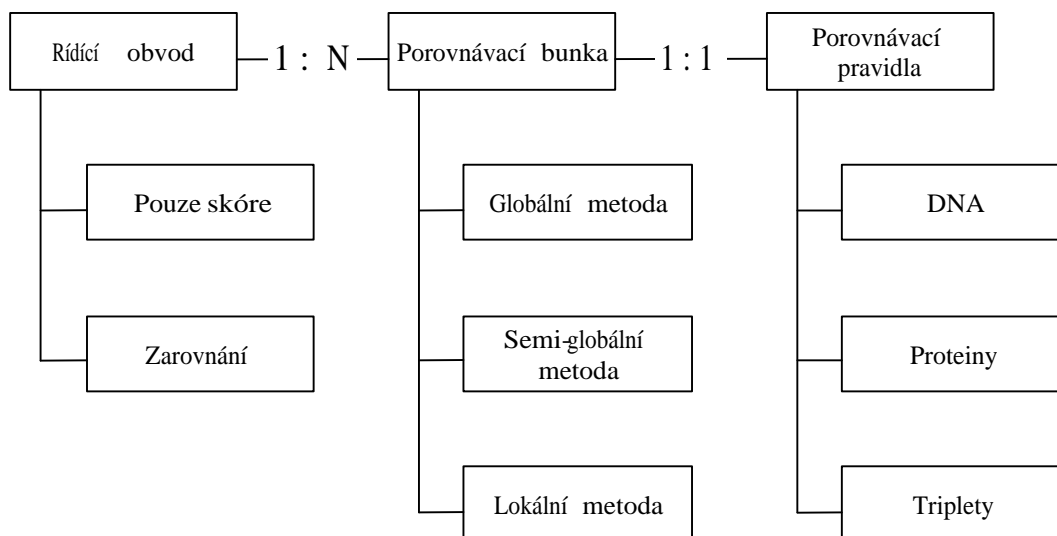 Rídící obvod 1 : N Porovnávací bunka 1 : 1 Porovnávací
pravidla
Pouze skóre Globální metoda DNA
Zarovnání Semi-globální
metoda Proteiny
Lokální metoda Triplety